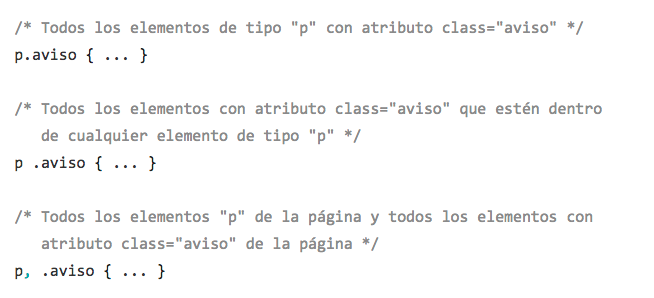 /* Todos los elementos de tipo "p" con atributo class="aviso" */
p.aviso { ... }
/* Todos los elementos con atributo class="aviso" que estén dentro
de cualquier elemento de tipo "p" */
p .aviso { ... }
/* Todos los elementos "p" de la página y todos los elementos con
atributo class="aviso" de la página */
p, .aviso { ... }